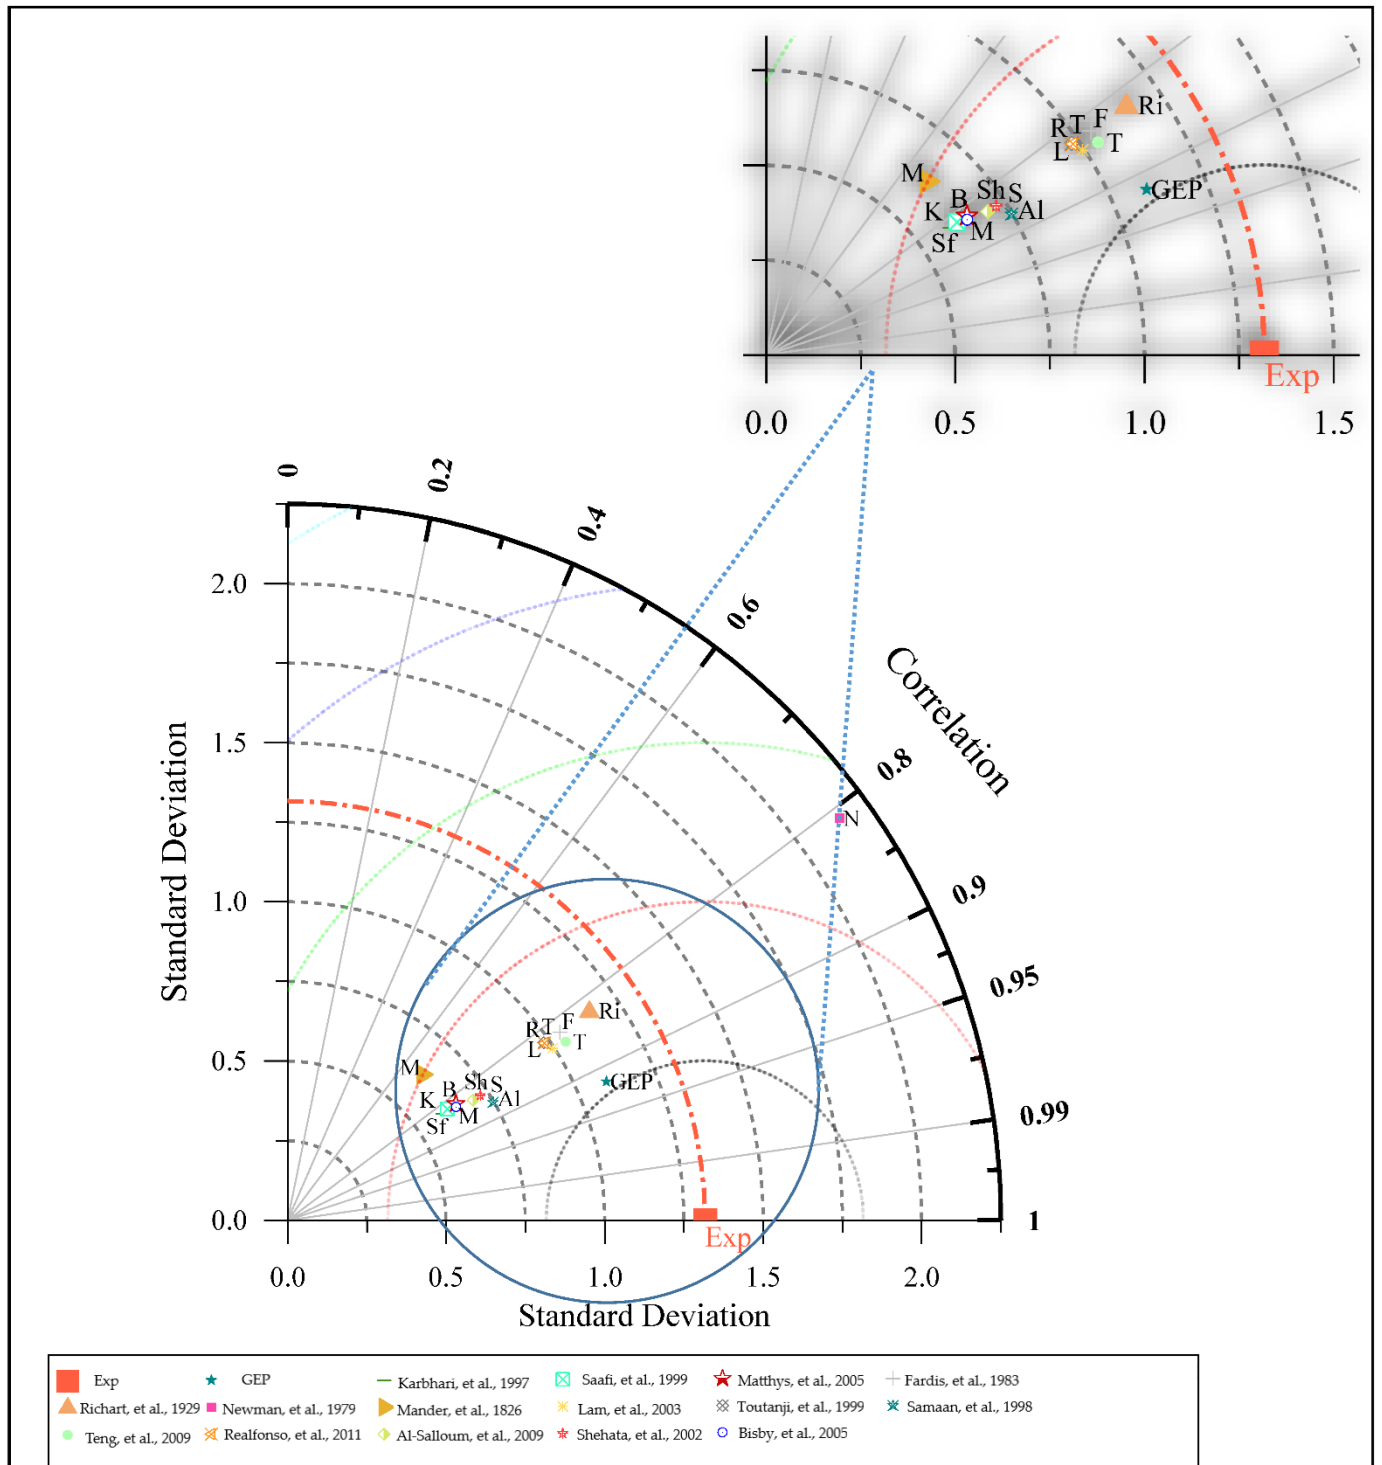 Ri
F
R T
L
T
M
GEP
Sh S
B
Al
K
M
Sf
Exp
0.0 0.5 1.0 1.5
0
0.2
0.4
0.6
0.8
0.9
0.95
0.99
1
Correlation
Standard Deviation
2.0
1.5
1.0
0.5
0.0
N
Ri
F
R T
L
T
M
GEP
Sh S
B
Al
K
M
Sf
Exp
0.0 0.5 1.0 1.5 2.0
Standard Deviation
Exp GEP Karbhari, et al., 1997 Saafi, et al., 1999 Matthys, et al., 2005 Fardis, et al., 1983
Richart, et al., 1929 Newman, et al., 1979 Mander, et al., 1826 Lam, et al., 2003 Toutanji, et al., 1999 Samaan, et al., 1998
Teng, et al., 2009 Realfonso, et al., 2011 Al-Salloum, et al., 2009 Shehata, et al., 2002 Bisby, et al., 2005